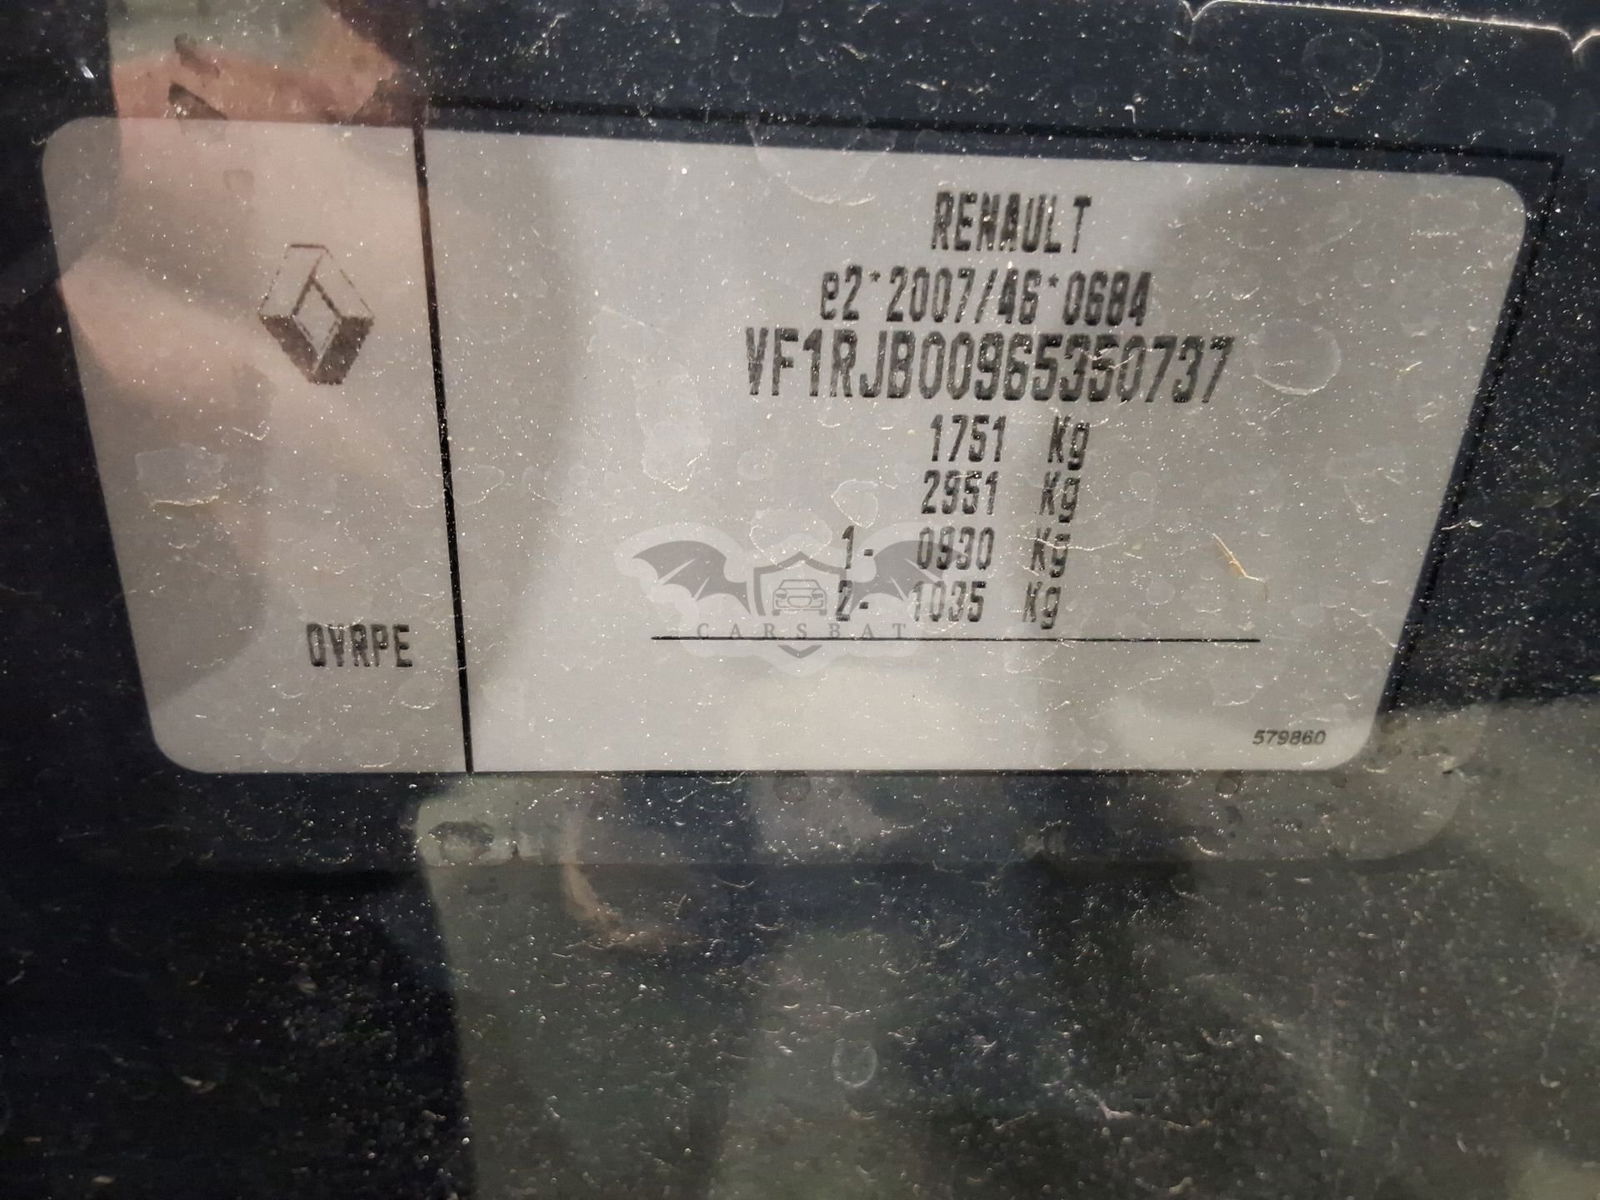 RENAULT
e2*2007/46*0684
VF1RJB00965350737
1751 Kg
2951 Kg
1- 0930 Kg
2- 1035 Kg
CARSBAT
OVRPE
579860